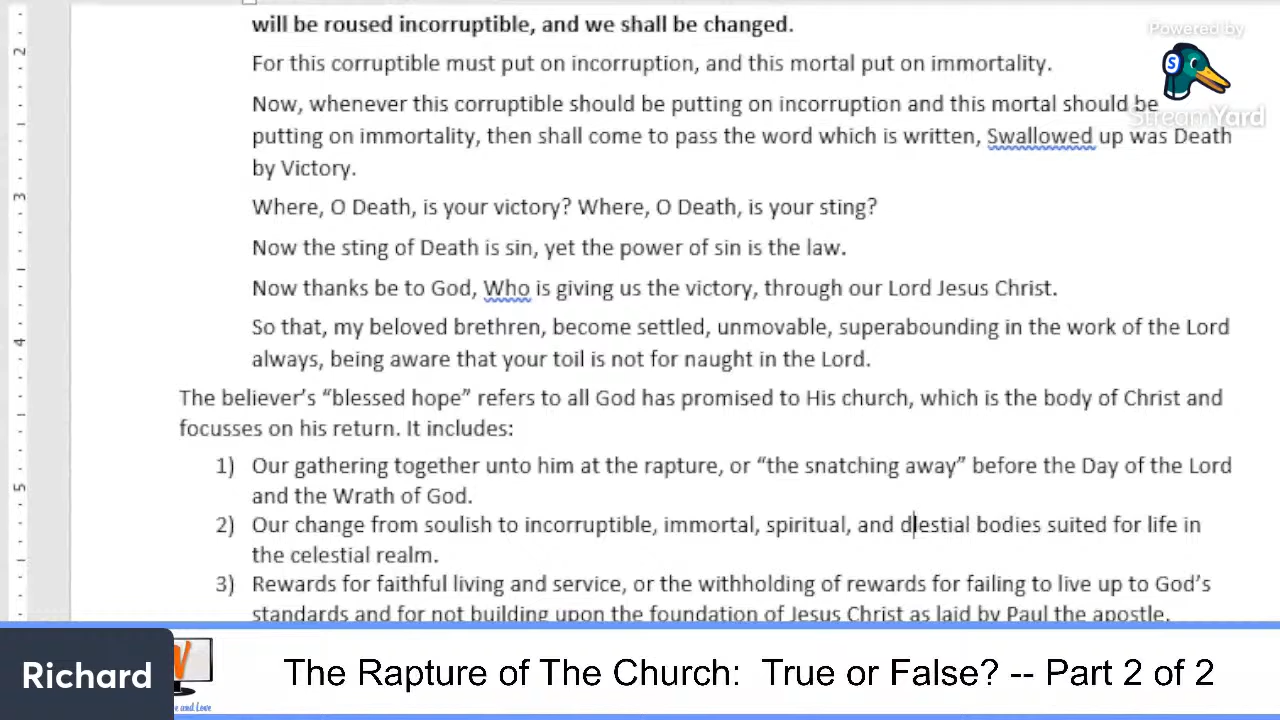 will be roused incorruptible, and we shall be changed.
Powered by
For this corruptible must put on incorruption, and this mortal put on immortality.
S
Now, whenever this corruptible should be putting on incorruption and this mortal should be
StreamYard
putting on immortality, then shall come to pass the word which is written, Swallowed up was Death
by Victory.
Where, O Death, is your victory? Where, O Death, is your sting?
Now the sting of Death is sin, yet the power of sin is the law.
Now thanks be to God, Who is giving us the victory, through our Lord Jesus Christ.
So that, my beloved brethren, become settled, unmovable, superabounding in the work of the Lord
always, being aware that your toil is not for naught in the Lord.
The believer’s “blessed hope” refers to all God has promised to His church, which is the body of Christ and
focusses on his return. It includes:
1) Our gathering together unto him at the rapture, or “the snatching away” before the Day of the Lord
and the Wrath of God.
2) Our change from soulish to incorruptible, immortal, spiritual, and dlestial bodies suited for life in
the celestial realm.
3) Rewards for faithful living and service, or the withholding of rewards for failing to live up to God’s
standards and for not building upon the foundation of Jesus Christ as laid by Paul the apostle.
2
3
4
5
Richard
and Love
The Rapture of The Church: True or False? -- Part 2 of 2